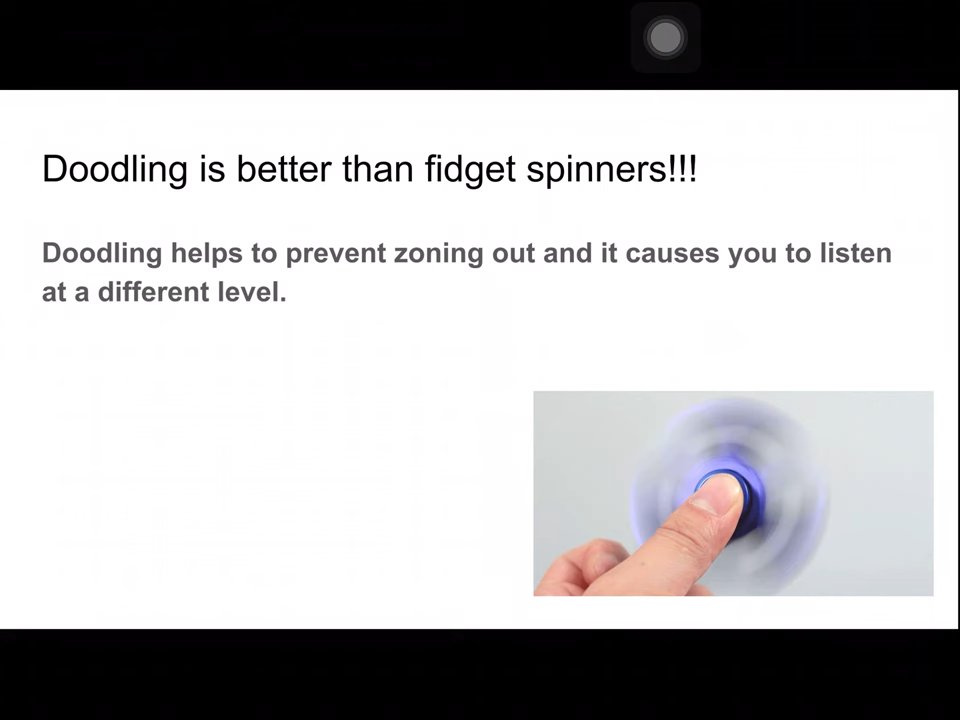 Doodling is better than fidget spinners!!!
Doodling helps to prevent zoning out and it causes you to listen
at a different level.